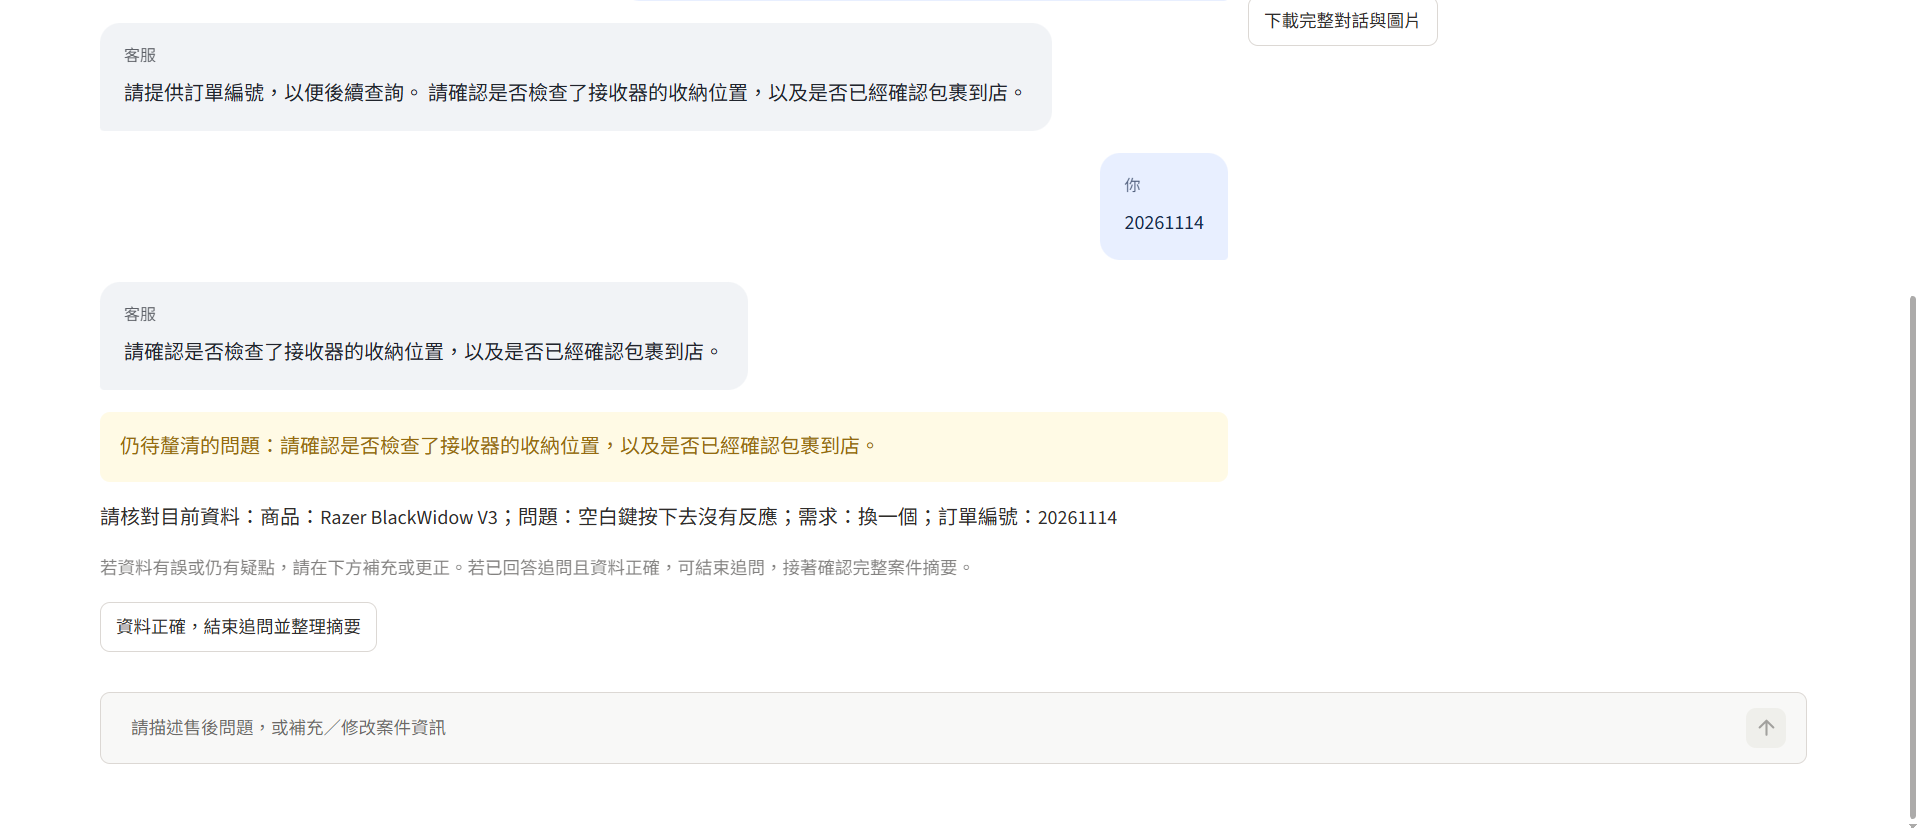 下載完整對話與圖片
客服
請提供訂單編號，以便後續查詢。 請確認是否檢查了接收器的收納位置，以及是否已經確認包裹到店。
你
20261114
客服
請確認是否檢查了接收器的收納位置，以及是否已經確認包裹到店。
仍待釐清的問題：請確認是否檢查了接收器的收納位置，以及是否已經確認包裹到店。
請核對目前資料：商品：Razer BlackWidow V3；問題：空白鍵按下去沒有反應；需求：換一個；訂單編號：20261114
若資料有誤或仍有疑點，請在下方補充或更正。若已回答追問且資料正確，可結束追問，接著確認完整案件摘要。
資料正確，結束追問並整理摘要
請描述售後問題，或補充／修改案件資訊